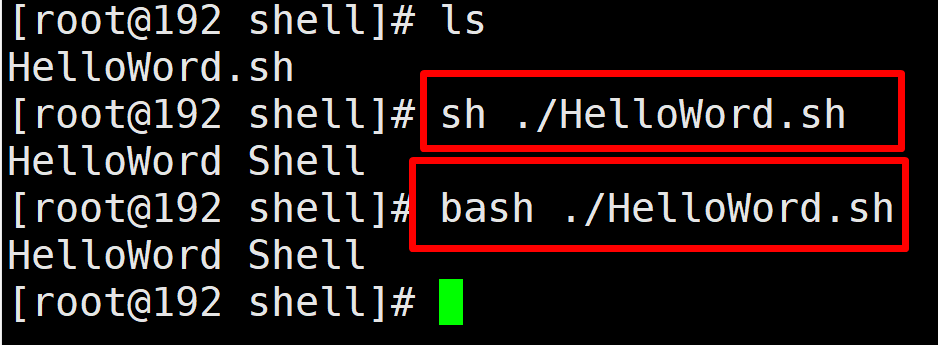 [root@192 shell]# ls
HelloWord.sh
[root@192 shell]# sh ./HelloWord.sh
HelloWord Shell
[root@192 shell]# bash ./HelloWord.sh
HelloWord Shell
[root@192 shell]#